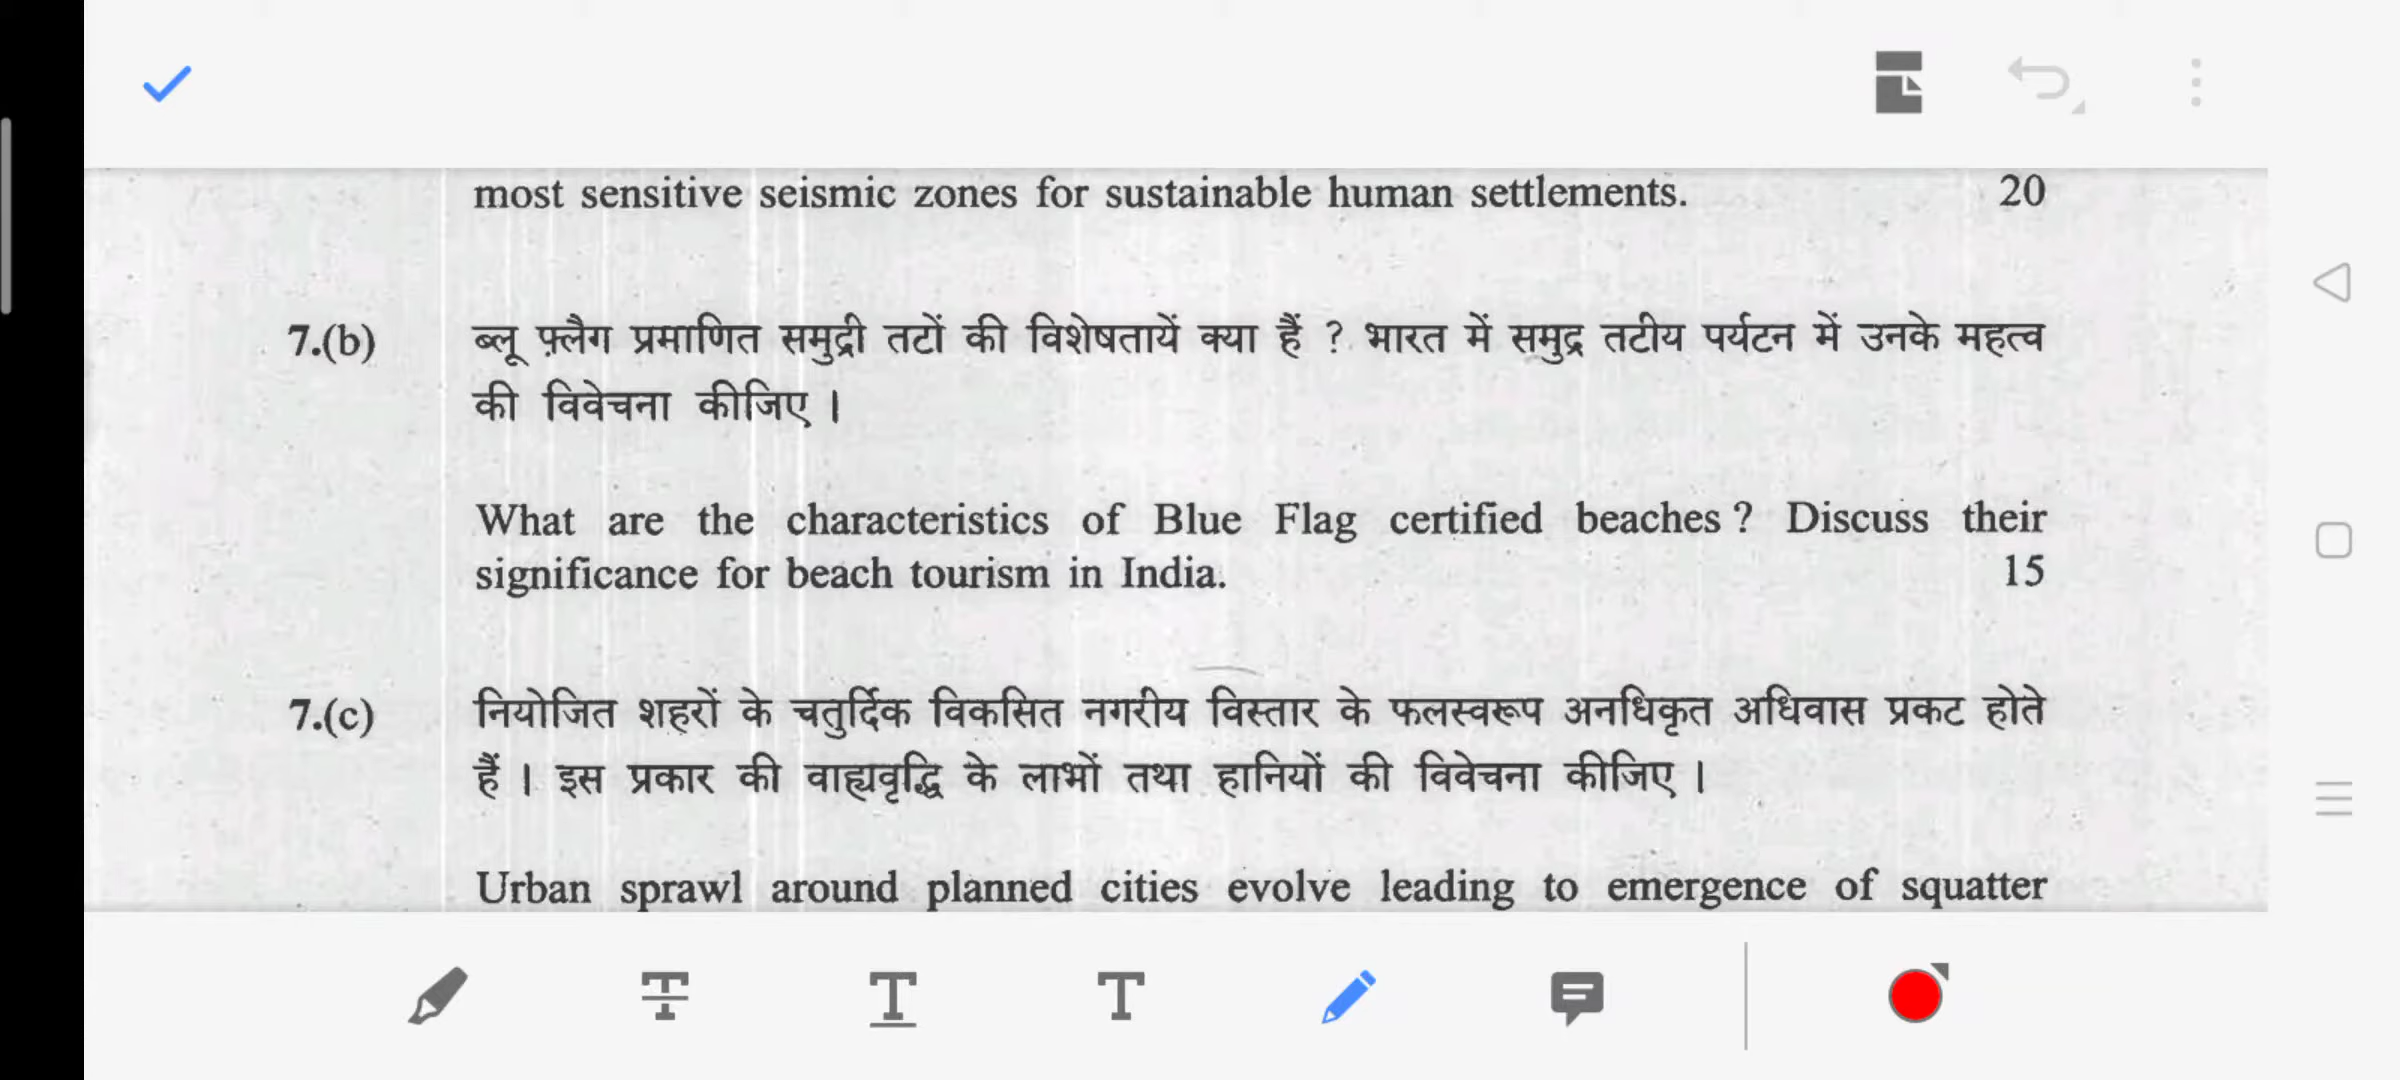 most sensitive seismic zones for sustainable human settlements. 20
7.(b) ब्लू फ़्लैग प्रमाणित समुद्री तटों की विशेषतायें क्या हैं ? भारत में समुद्र तटीय पर्यटन में उनके महत्व
की विवेचना कीजिए ।
What are the characteristics of Blue Flag certified beaches ? Discuss their
significance for beach tourism in India. 15
7.(c) नियोजित शहरों के चतुर्दिक विकसित नगरीय विस्तार के फलस्वरूप अनधिकृत अधिवास प्रकट होते
हैं । इस प्रकार की वाह्यवृद्धि के लाभों तथा हानियों की विवेचना कीजिए ।
Urban sprawl around planned cities evolve leading to emergence of squatter